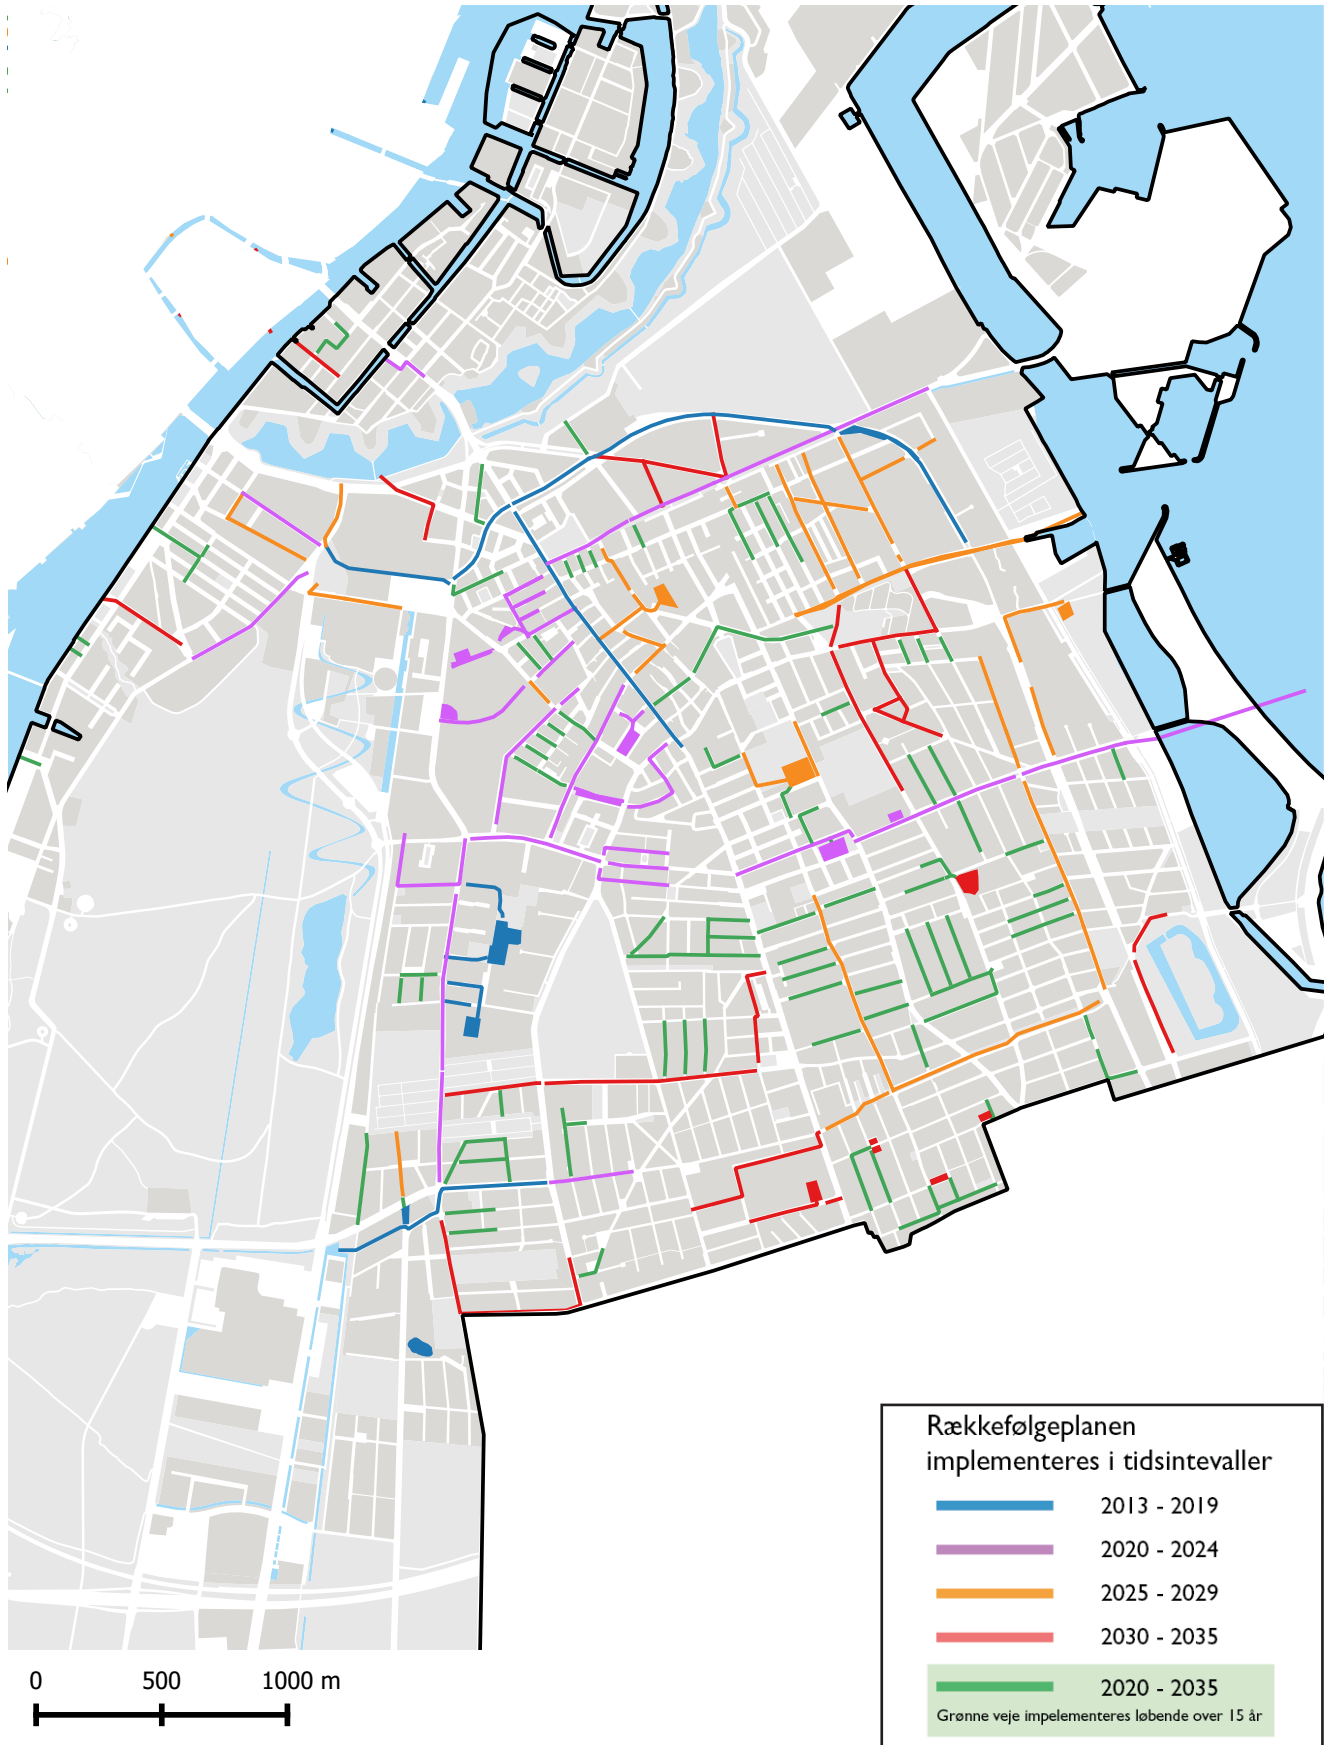 Rækkefølgeplanen
implementeres i tidsintevaller
2013 - 2019
2020 - 2024
2025 - 2029
2030 - 2035
2020 - 2035
Grønne veje impelementeres løbende over 15 år
0 500 1000 m